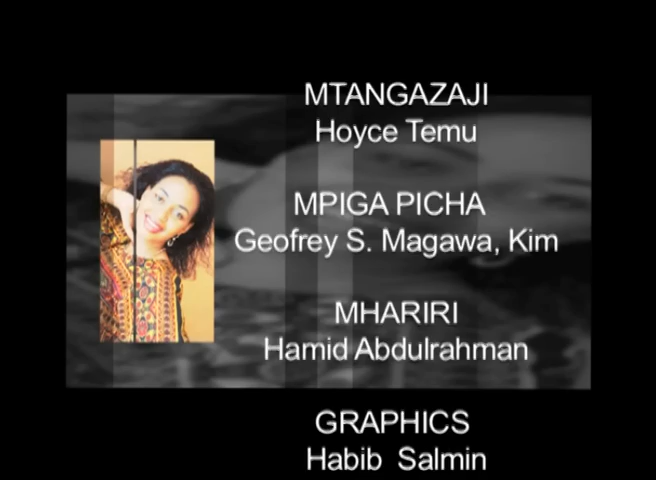 MTANGAZAJI
Hoyce Temu
MPIGA PICHA
Geofrey S. Magawa, Kim
MHARIRI
Hamid Abdulrahman
GRAPHICS
Habib Salmin